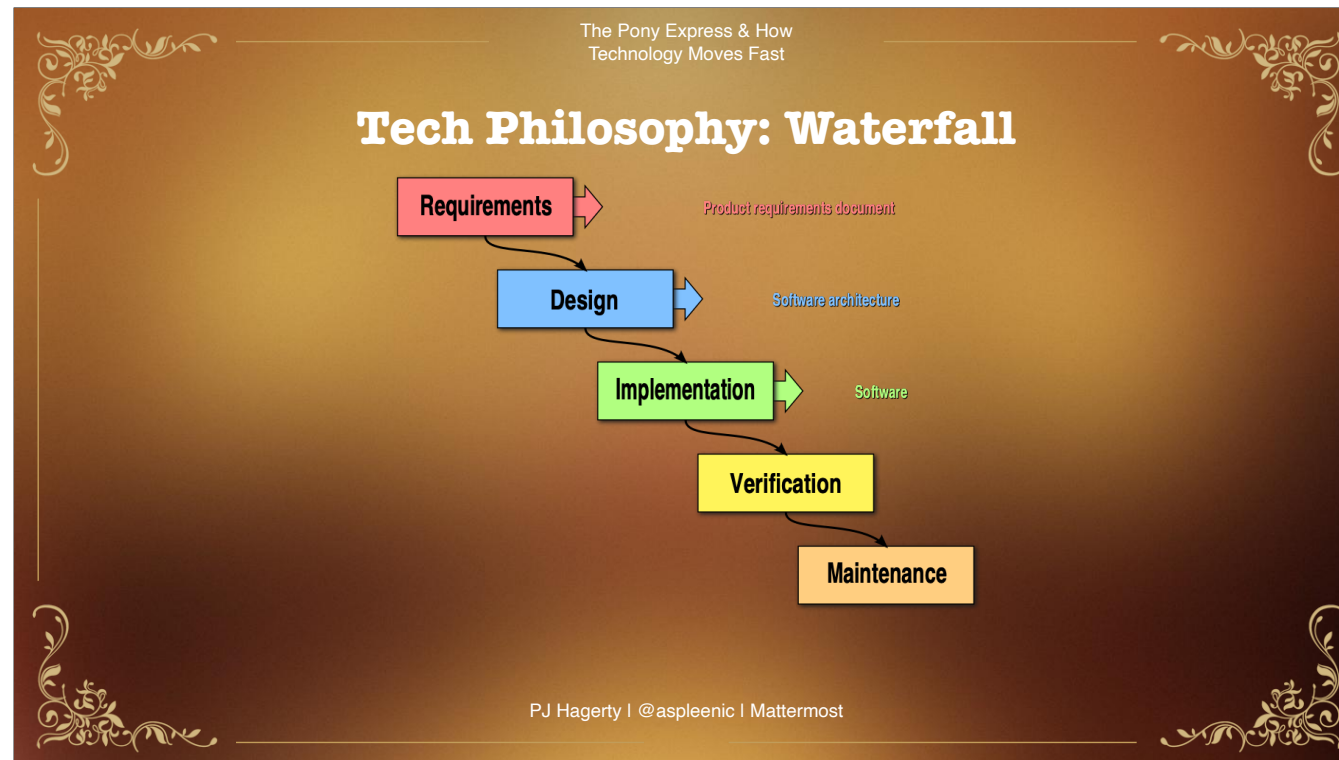 The Pony Express & How
Technology Moves Fast
Tech Philosophy: Waterfall
Requirements
Product requirements document
Design
Software architecture
Implementation
Software
Verification
Maintenance
PJ Hagerty | @aspleenic | Mattermost